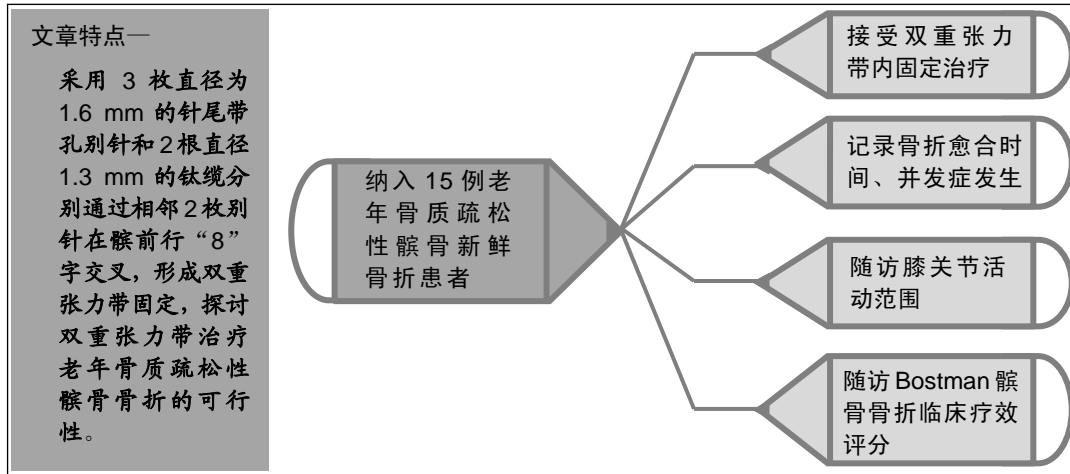 文章特点—
采用 3 枚直径为
1.6 mm 的针尾带
孔别针和2根直径
1.3 mm 的钛缆分
别通过相邻2枚别
针在髌前行“8”
字交叉，形成双重
张力带固定，探讨
双重张力带治疗
老年骨质疏松性
髌骨骨折的可行
性。
纳入 15 例老
年骨质疏松
性髌骨新鲜
骨折患者
接受双重张力
带内固定治疗
记录骨折愈合时
间、并发症发生
随访膝关节活
动范围
随访 Bostman 髌
骨骨折临床疗效
评分